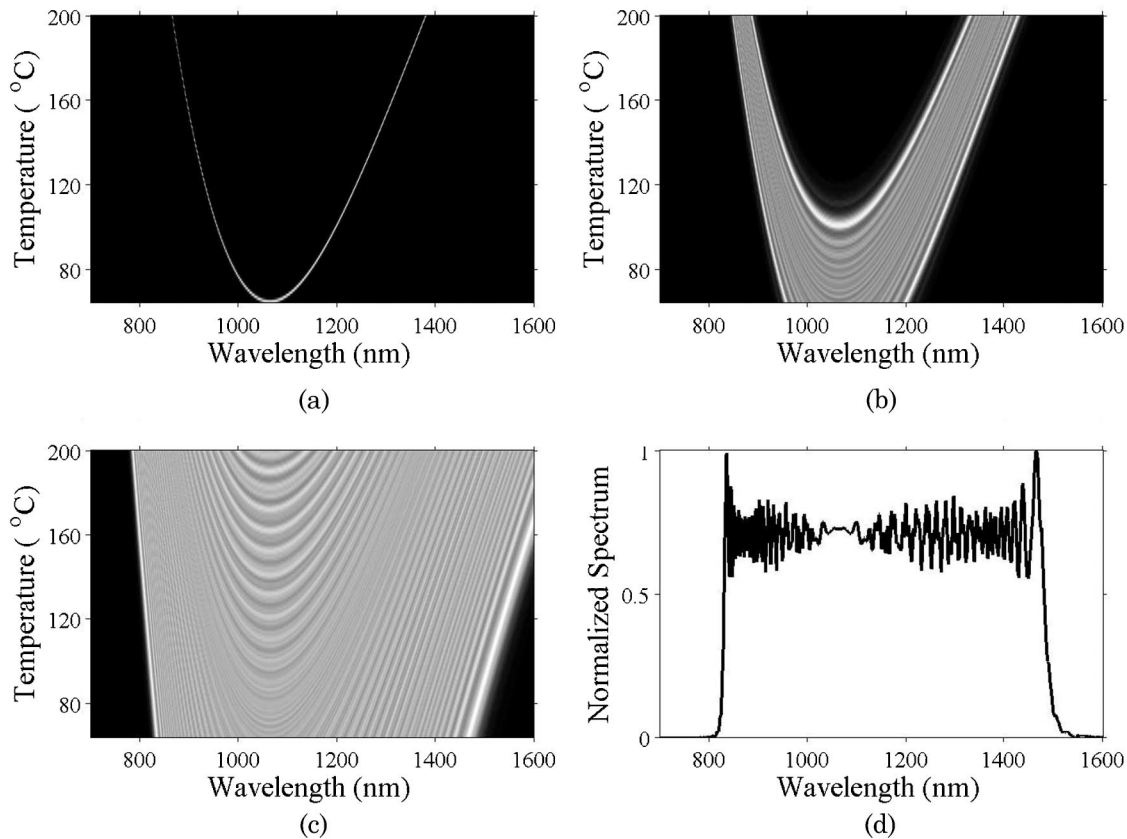 200
160
120
80
Temperature ( °C)
800 1000 1200 1400 1600
Wavelength (nm)
(a)
200
160
120
80
Temperature ( °C)
800 1000 1200 1400 1600
Wavelength (nm)
(b)
200
160
120
80
Temperature ( °C)
800 1000 1200 1400 1600
Wavelength (nm)
(c)
1
0.5
0
Normalized Spectrum
800 1000 1200 1400 1600
Wavelength (nm)
(d)